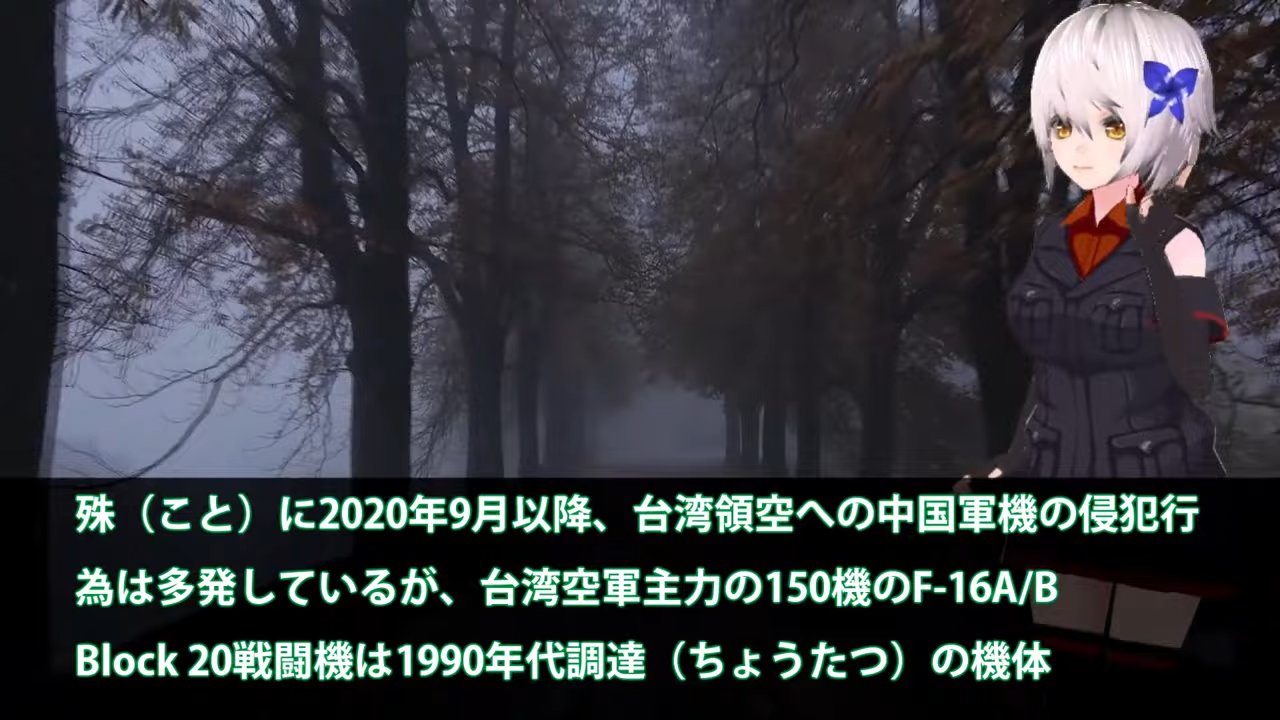 殊（こと）に2020年9月以降、台湾領空への中国軍機の侵犯行
為は多発しているが、台湾空軍主力の150機のF-16A/B
Block 20戦闘機は1990年代調達（ちょうたつ）の機体